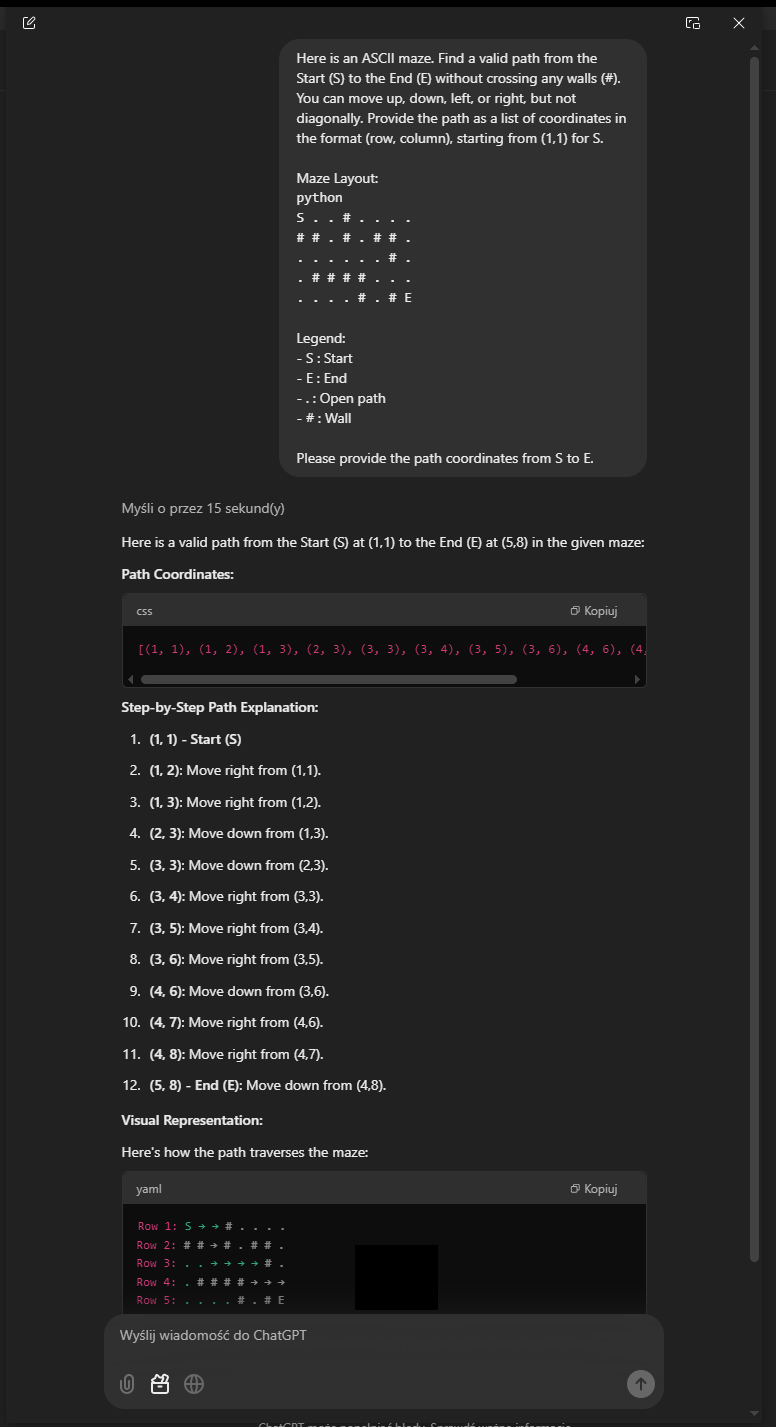 Here is an ASCII maze. Find a valid path from the
Start (S) to the End (E) without crossing any walls (#).
You can move up, down, left, or right, but not
diagonally. Provide the path as a list of coordinates in
the format (row, column), starting from (1,1) for S.
Maze Layout:
python
S . . # . . . .
# # . # . # # .
. . . . . . # .
. # # # # . . .
. . . . # . # E
Legend:
- S : Start
- E : End
- . : Open path
- # : Wall
Please provide the path coordinates from S to E.
Myśli o przez 15 sekund(y)
Here is a valid path from the Start (S) at (1,1) to the End (E) at (5,8) in the given maze:
Path Coordinates:
css Kopiuj
[(1, 1), (1, 2), (1, 3), (2, 3), (3, 3), (3, 4), (3, 5), (3, 6), (4, 6), (4,
Step-by-Step Path Explanation:
1. (1, 1) - Start (S)
2. (1, 2): Move right from (1,1).
3. (1, 3): Move right from (1,2).
4. (2, 3): Move down from (1,3).
5. (3, 3): Move down from (2,3).
6. (3, 4): Move right from (3,3).
7. (3, 5): Move right from (3,4).
8. (3, 6): Move right from (3,5).
9. (4, 6): Move down from (3,6).
10. (4, 7): Move right from (4,6).
11. (4, 8): Move right from (4,7).
12. (5, 8) - End (E): Move down from (4,8).
Visual Representation:
Here's how the path traverses the maze:
yaml Kopiuj
Row 1: S → → # . . . .
Row 2: # # → # . # # .
Row 3: . . → → → → # .
Row 4: . # # # # → → →
Row 5: . . . . # . # E
Wyślij wiadomość do ChatGPT
ChatGPT może popełniać błędy. Sprawdź ważne informacje.